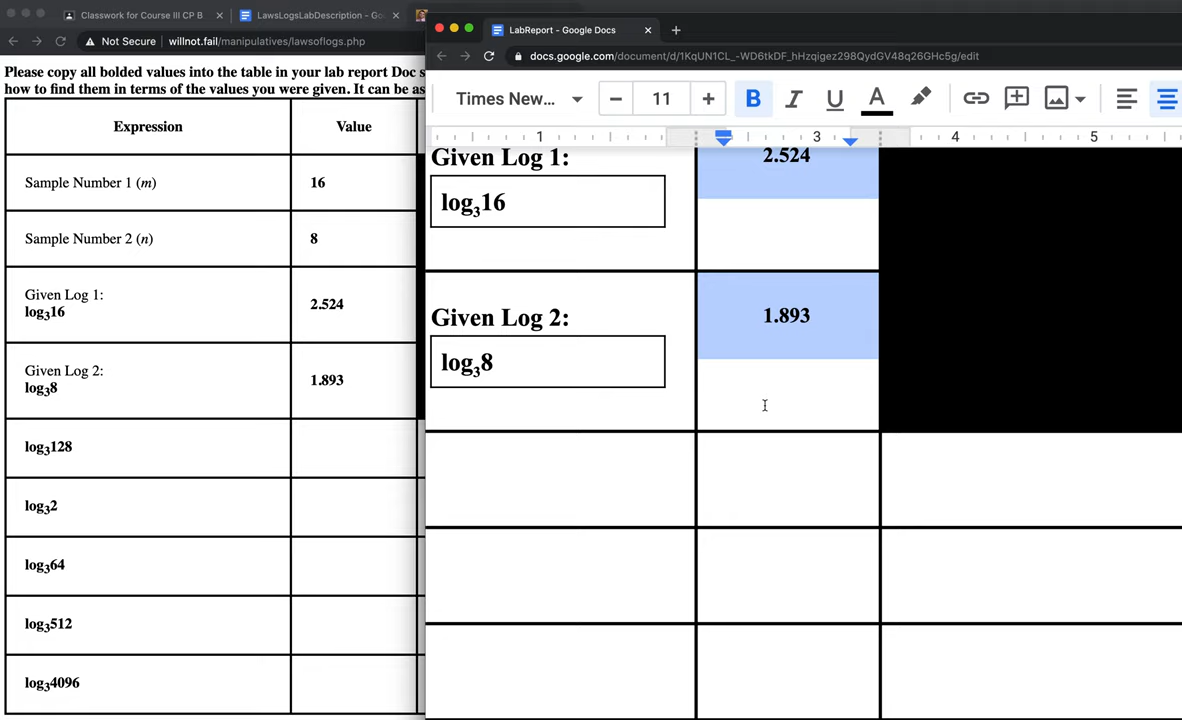 Classwork for Course III CP B
LawsLogsLabDescription - Go
Not Secure willnot.fail/manipulatives/lawsoflogs.php
Please copy all bolded values into the table in your lab report Doc s
how to find them in terms of the values you were given. It can be as
Expression Value
Sample Number 1 (m) 16
Sample Number 2 (n) 8
Given Log 1:
log₃16
2.524
Given Log 2:
log₃8
1.893
log₃128
log₃2
log₃64
log₃512
log₃4096
LabReport - Google Docs
docs.google.com/document/d/1KqUN1CL_-WD6tkDF_hHzqigez298QydGV48q26GHc5g/edit
Times New... 11 B I U A
1 3 4 5
Given Log 1:
2.524
log₃16
Given Log 2:
1.893
log₃8